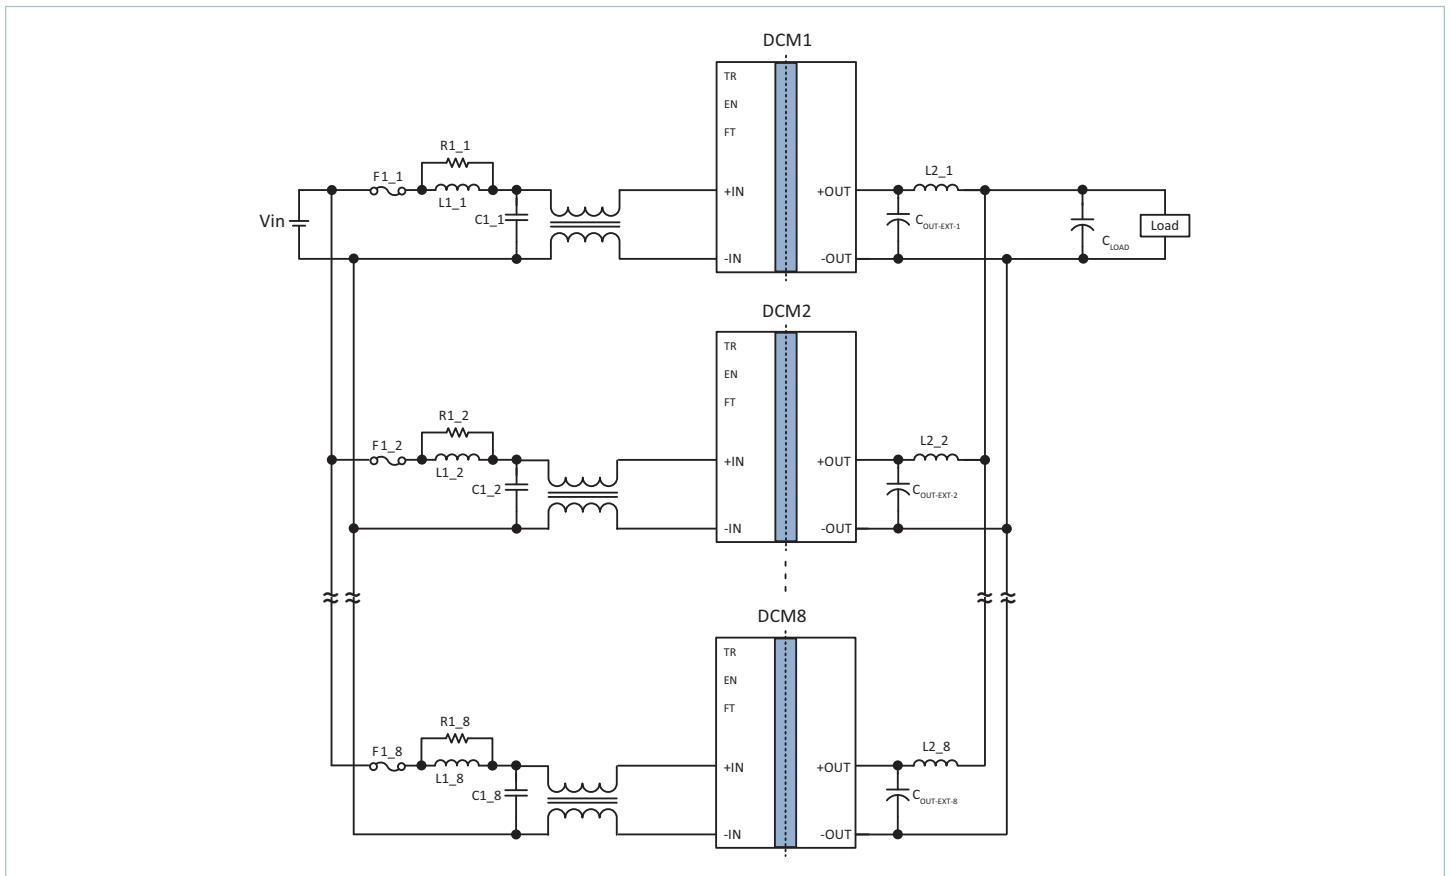 DCM1
TR
EN
FT
R1_1
F1_1
L1_1
C1_1
Vin
+IN
-IN
+OUT
-OUT
L2_1
COUT-EXT-1
CLOAD
Load
DCM2
TR
EN
FT
R1_2
F1_2
L1_2
C1_2
+IN
-IN
+OUT
-OUT
L2_2
COUT-EXT-2
DCM8
TR
EN
FT
R1_8
F1_8
L1_8
C1_8
+IN
-IN
+OUT
-OUT
L2_8
COUT-EXT-8